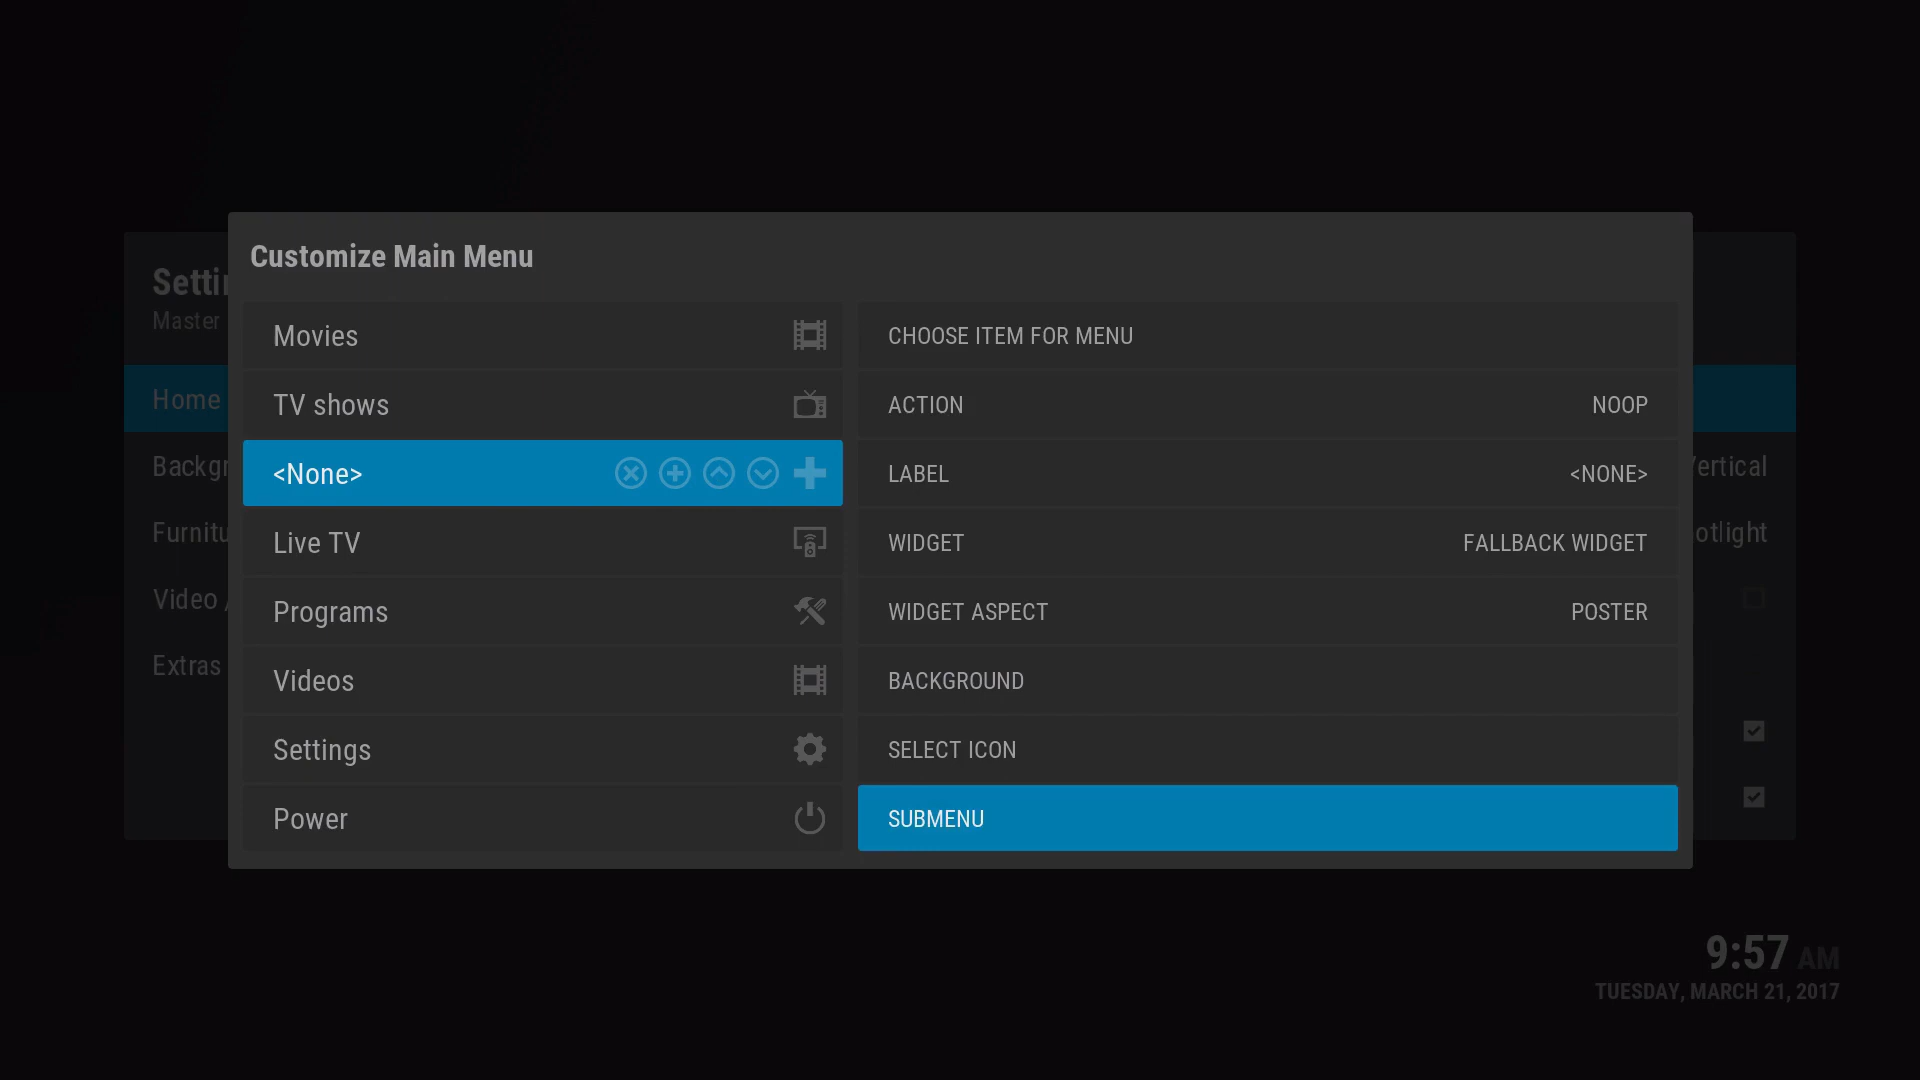 Customize Main Menu
Movies
TV shows
<None>
Live TV
Programs
Videos
Settings
Power
CHOOSE ITEM FOR MENU
ACTION NOOP
LABEL <NONE>
WIDGET FALLBACK WIDGET
WIDGET ASPECT POSTER
BACKGROUND
SELECT ICON
SUBMENU
Master
Home
Video
Extras
9:57 AM
TUESDAY, MARCH 21, 2017